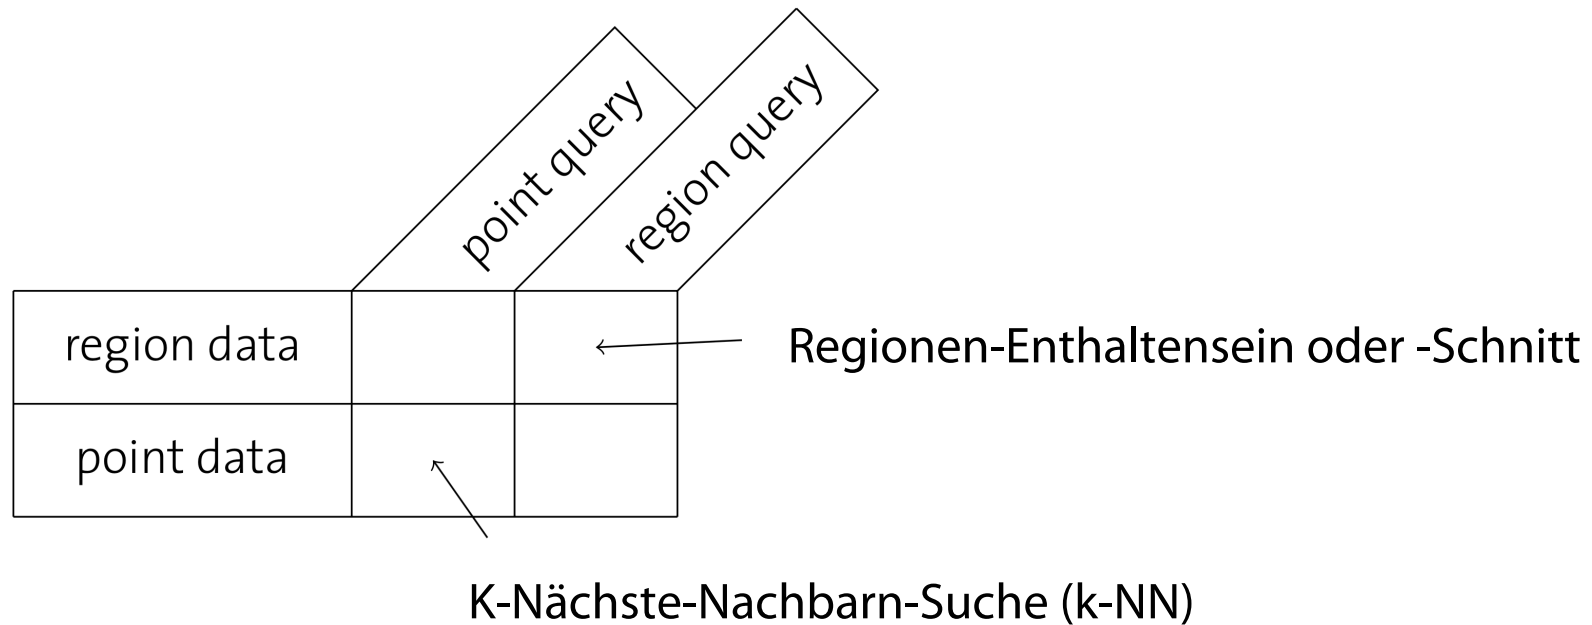 point query
region query
region data
Regionen-Enthaltensein oder -Schnitt
point data
K-Nächste-Nachbarn-Suche (k-NN)